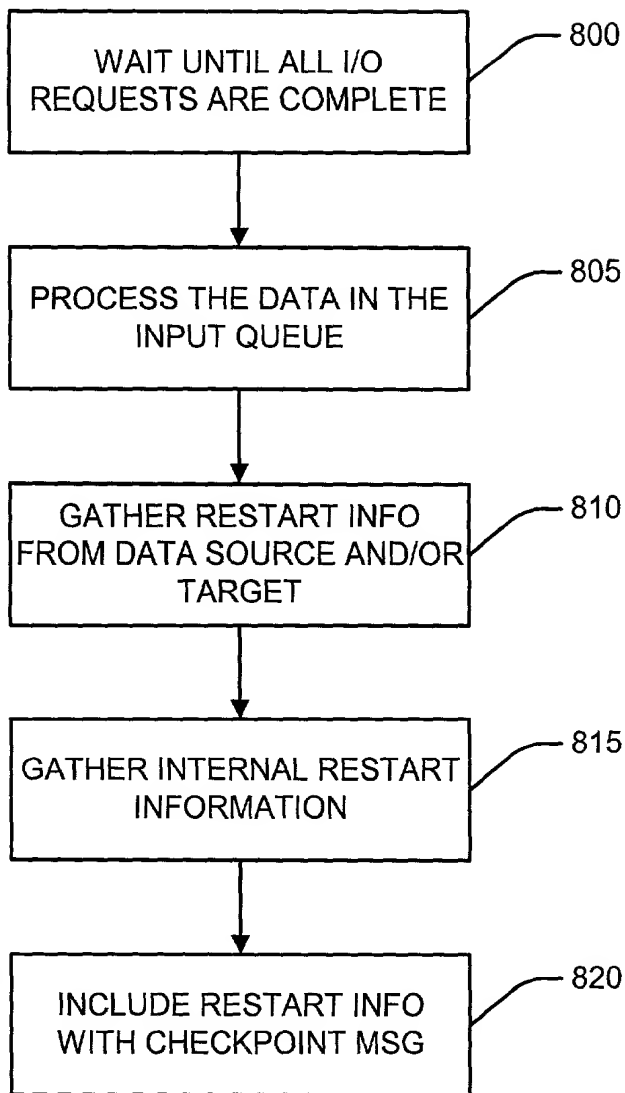 WAIT UNTIL ALL I/O
REQUESTS ARE COMPLETE
800
PROCESS THE DATA IN THE
INPUT QUEUE
805
GATHER RESTART INFO
FROM DATA SOURCE AND/OR
TARGET
810
GATHER INTERNAL RESTART
INFORMATION
815
INCLUDE RESTART INFO
WITH CHECKPOINT MSG
820